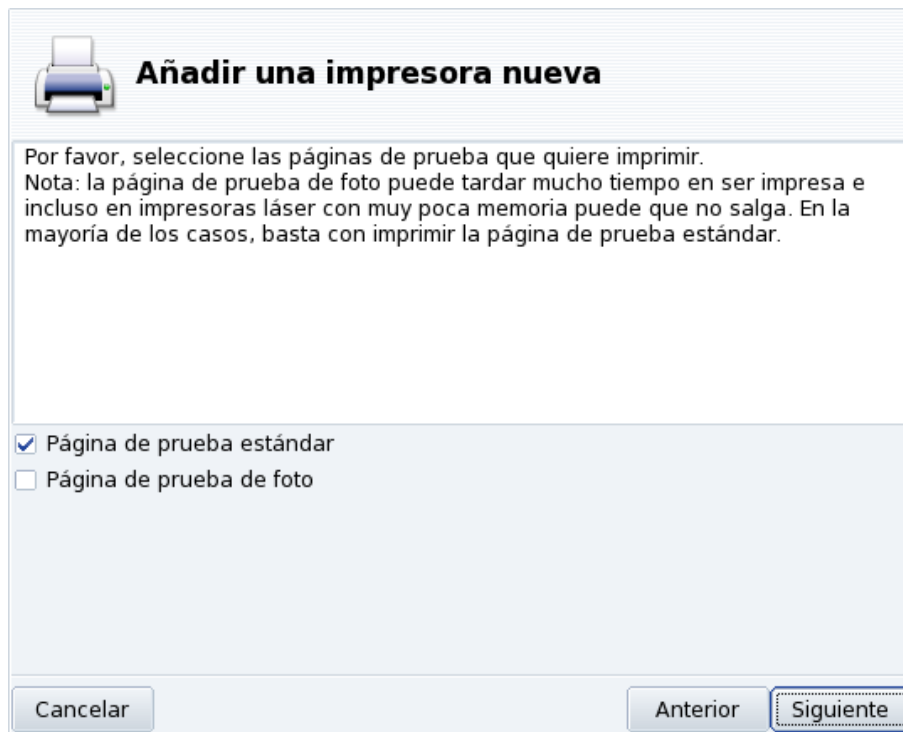 Añadir una impresora nueva
Por favor, seleccione las páginas de prueba que quiere imprimir.
Nota: la página de prueba de foto puede tardar mucho tiempo en ser impresa e
incluso en impresoras láser con muy poca memoria puede que no salga. En la
mayoría de los casos, basta con imprimir la página de prueba estándar.
Página de prueba estándar
Página de prueba de foto
Cancelar
Anterior
Siguiente